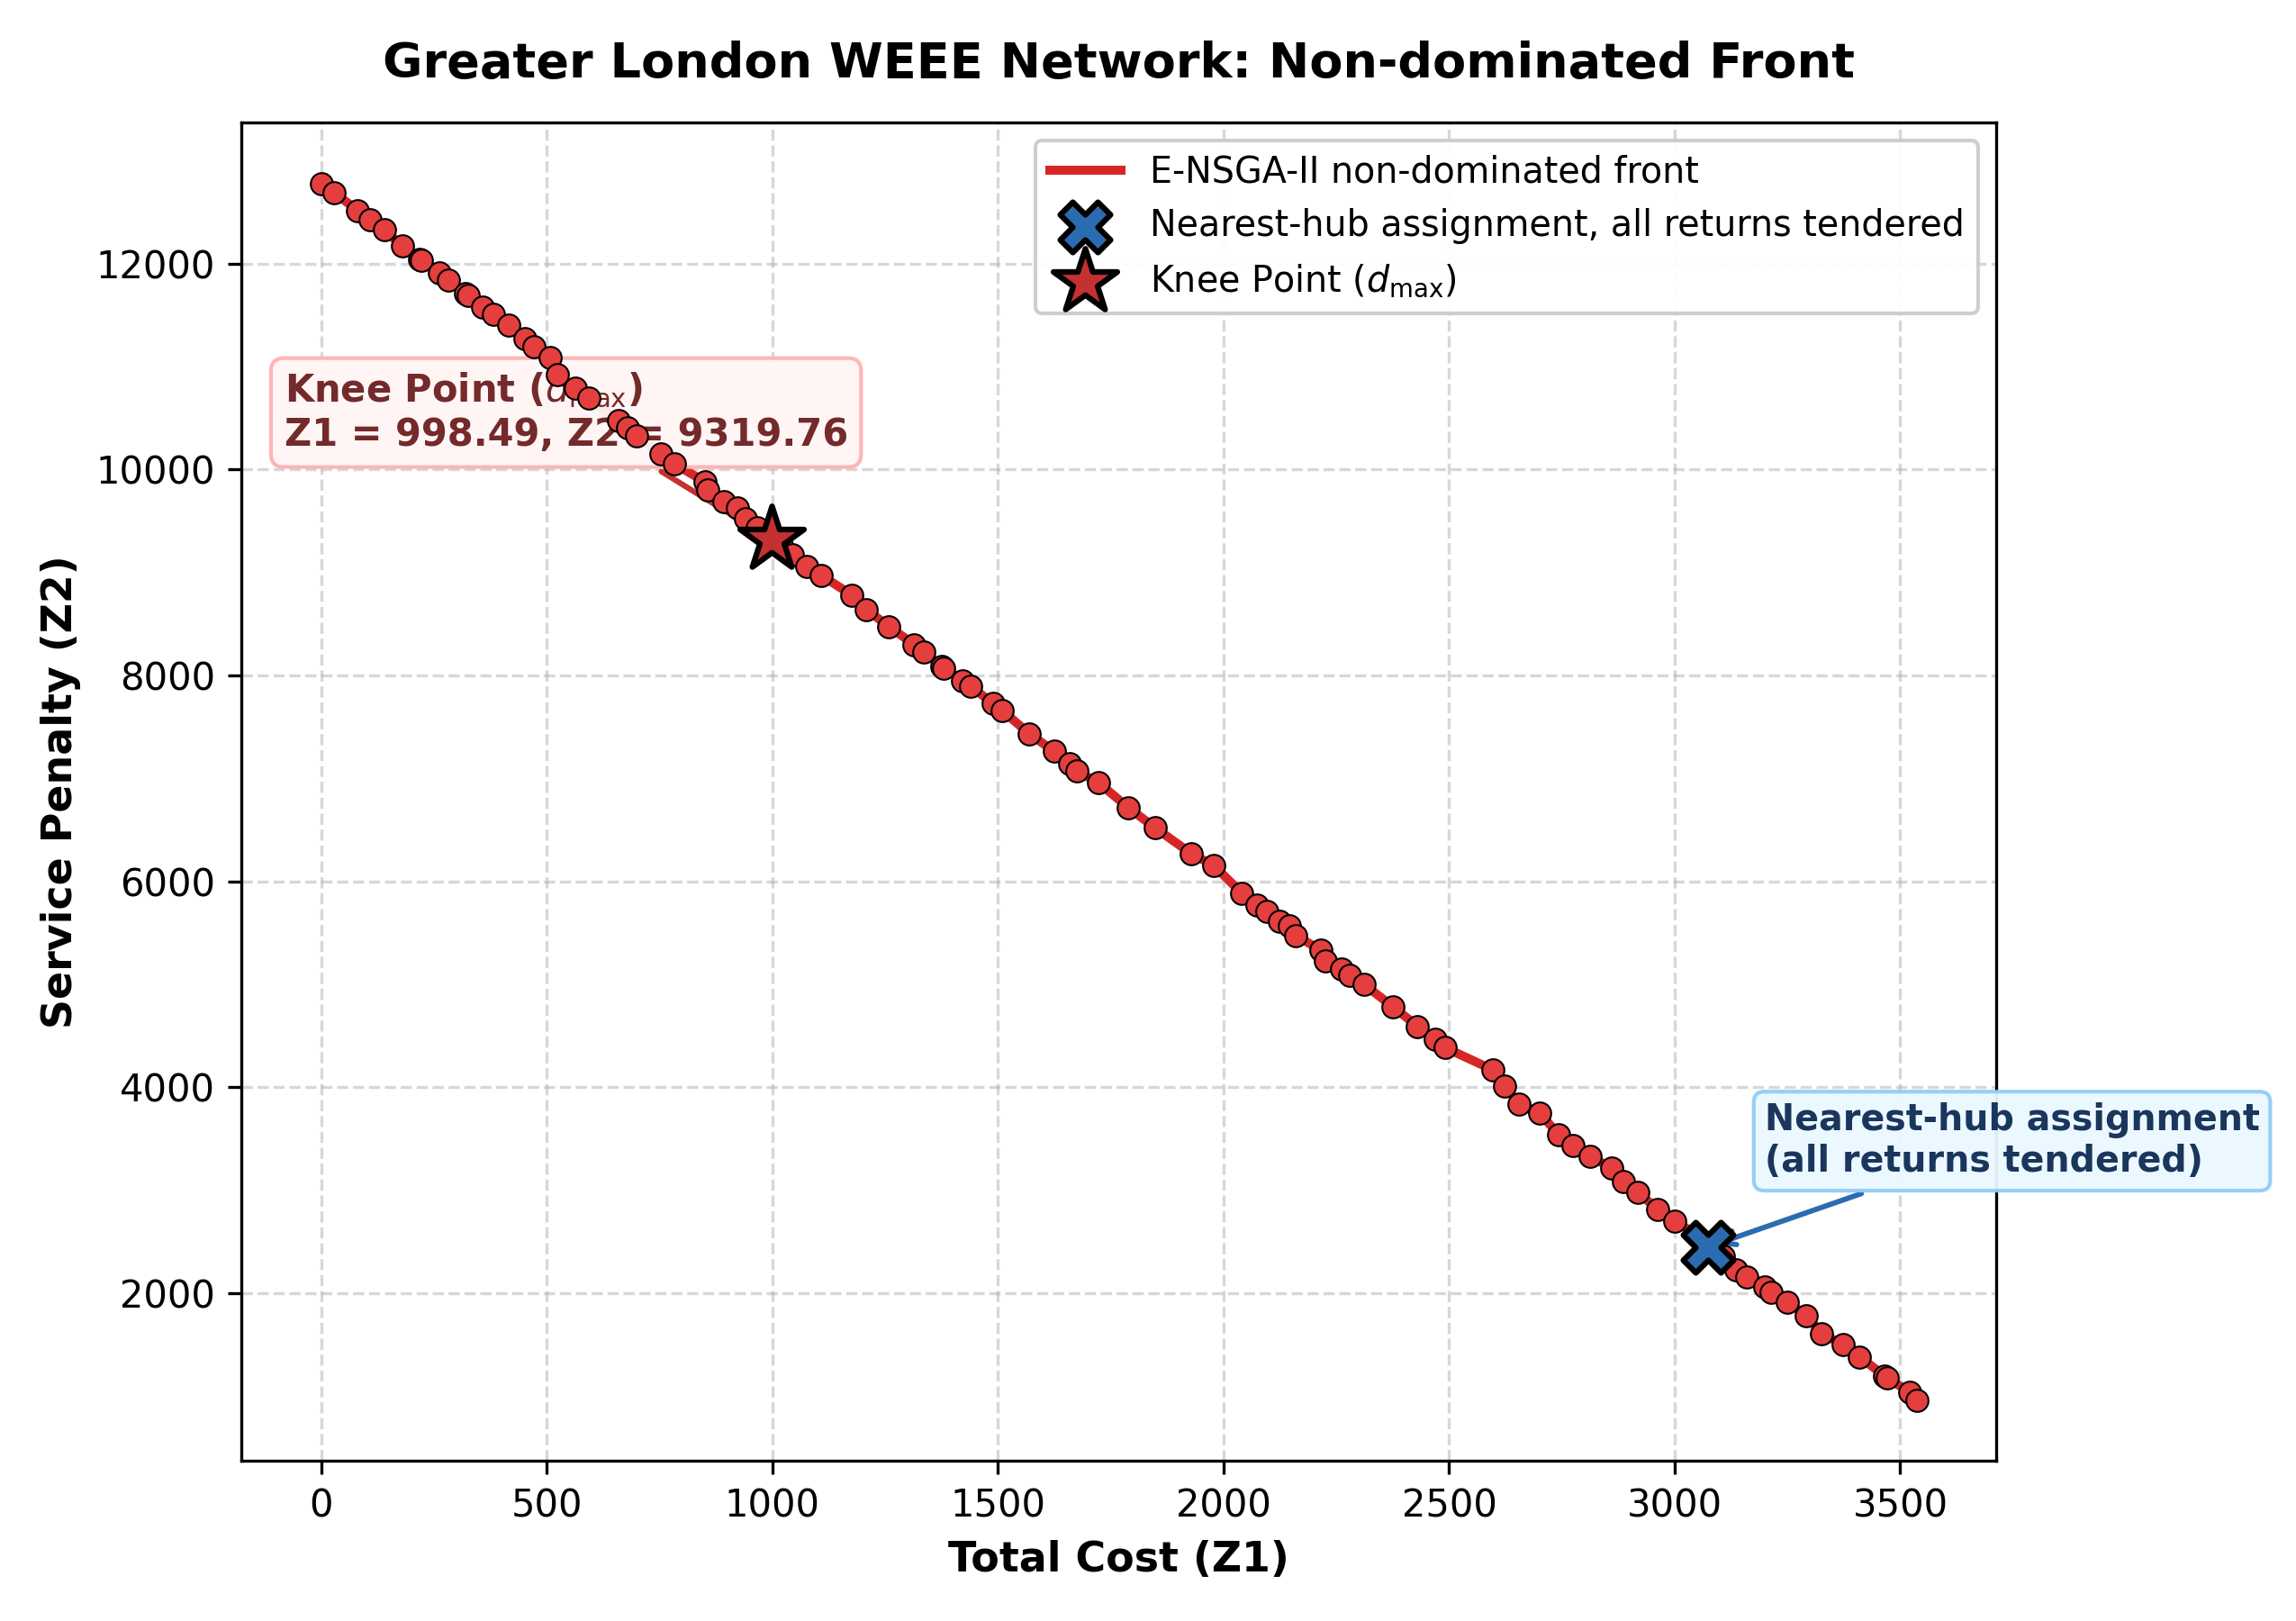 Greater London WEEE Network: Non-dominated Front
E-NSGA-II non-dominated front
Nearest-hub assignment, all returns tendered
Knee Point (dmax)
Knee Point (dmax)
Z1 = 998.49, Z2 = 9319.76
Nearest-hub assignment
(all returns tendered)
Service Penalty (Z2)
12000
10000
8000
6000
4000
2000
0 500 1000 1500 2000 2500 3000 3500
Total Cost (Z1)